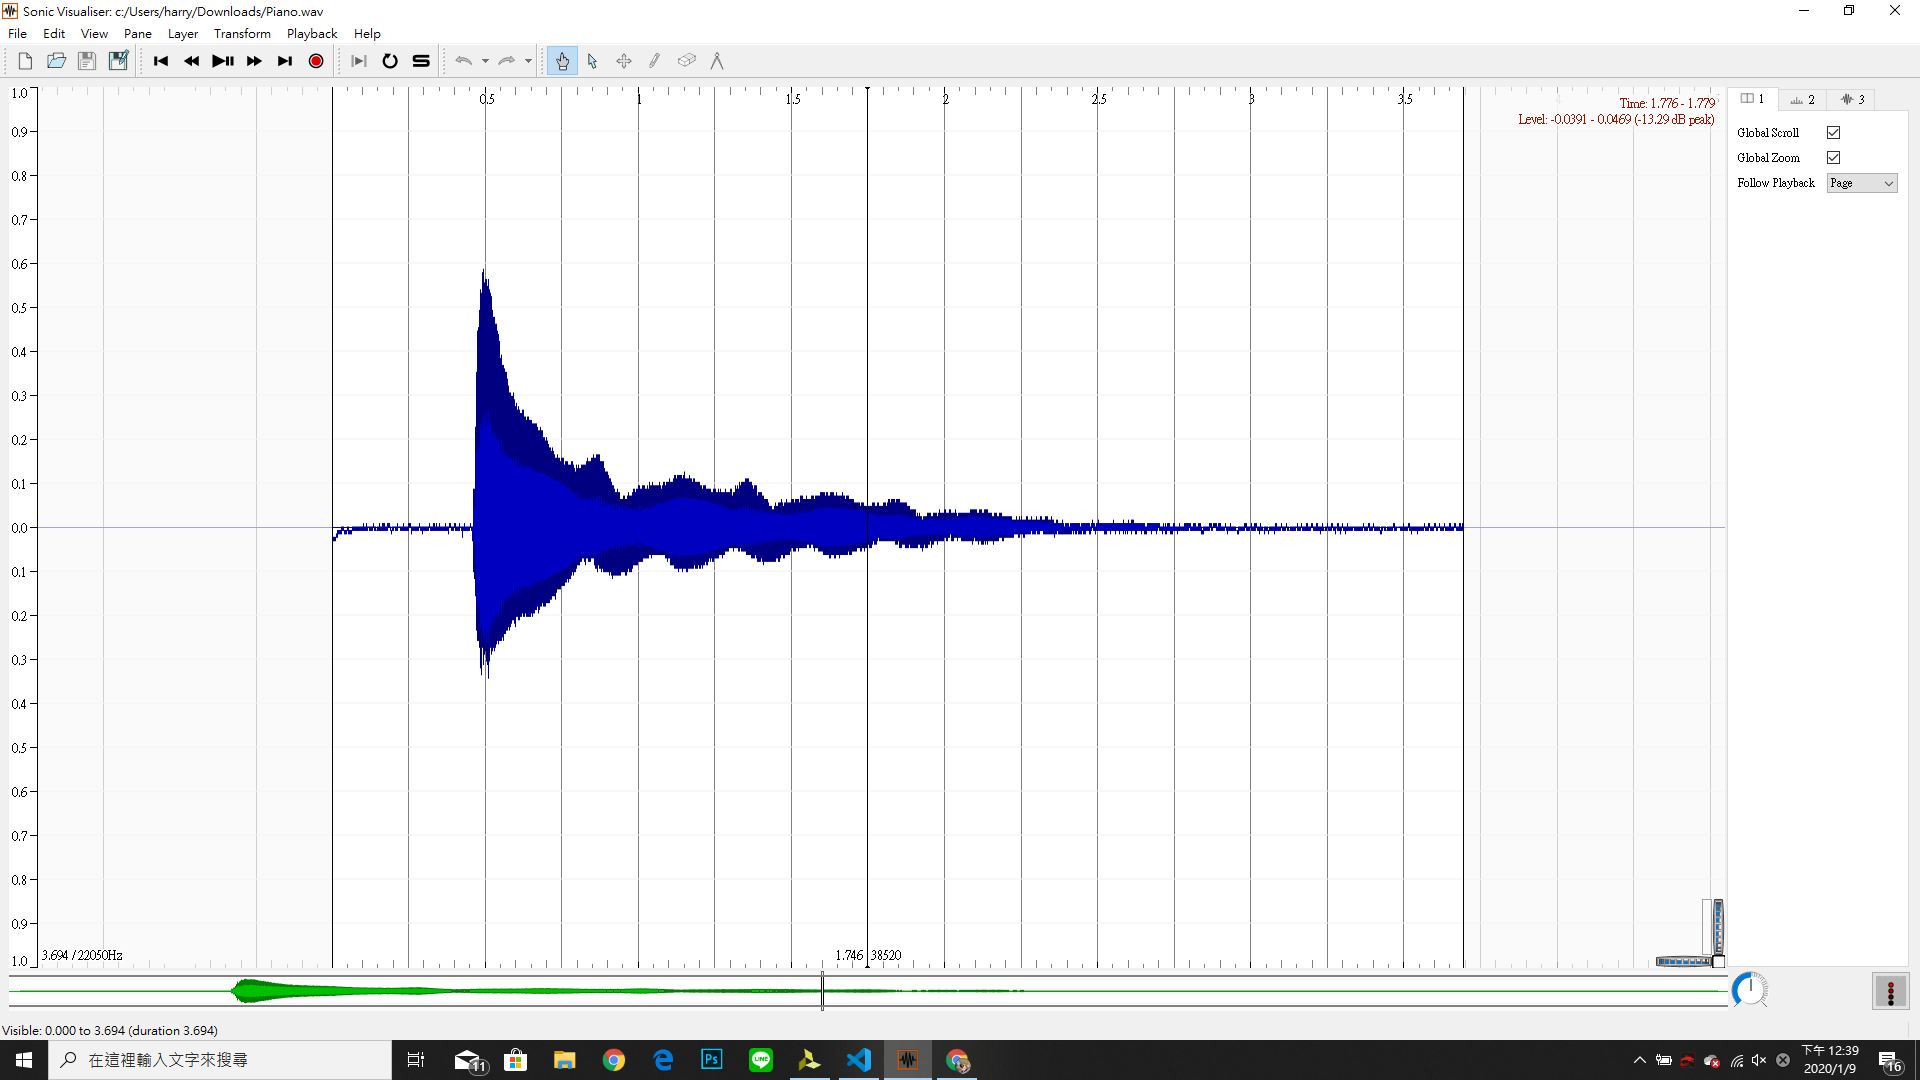 Sonic Visualiser: c:/Users/harry/Downloads/Piano.wav
File Edit View Pane Layer Transform Playback Help
0.5 1 1.5 2 2.5 3 3.5
Time: 1.776 - 1.779
Level: -0.0391 - 0.0469 (-13.29 dB peak)
1 2 3
Global Scroll
Global Zoom
Follow Playback Page
1.0
0.9
0.8
0.7
0.6
0.5
0.4
0.3
0.2
0.1
0.0
0.1
0.2
0.3
0.4
0.5
0.6
0.7
0.8
0.9
1.0
3.694 / 22050Hz
1.746 38520
Visible: 0.000 to 3.694 (duration 3.694)
在這裡輸入文字來搜尋
11
Ps
LINE
下午 12:39
2020/1/9
16